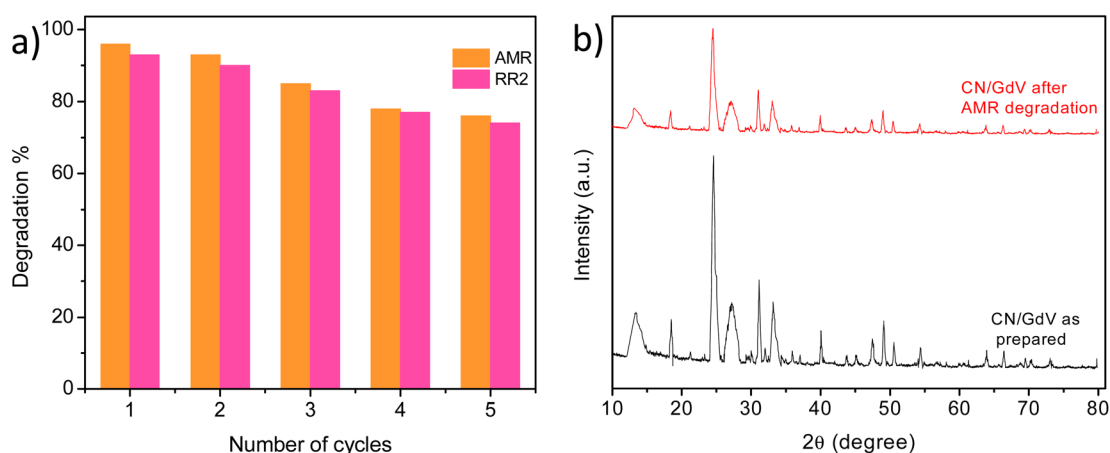 a)
100
80
60
40
20
0
Degradation %
AMR
RR2
1 2 3 4 5
Number of cycles
b)
CN/GdV after
AMR degradation
CN/GdV as
prepared
Intensity (a.u.)
10 20 30 40 50 60 70 80
2θ (degree)